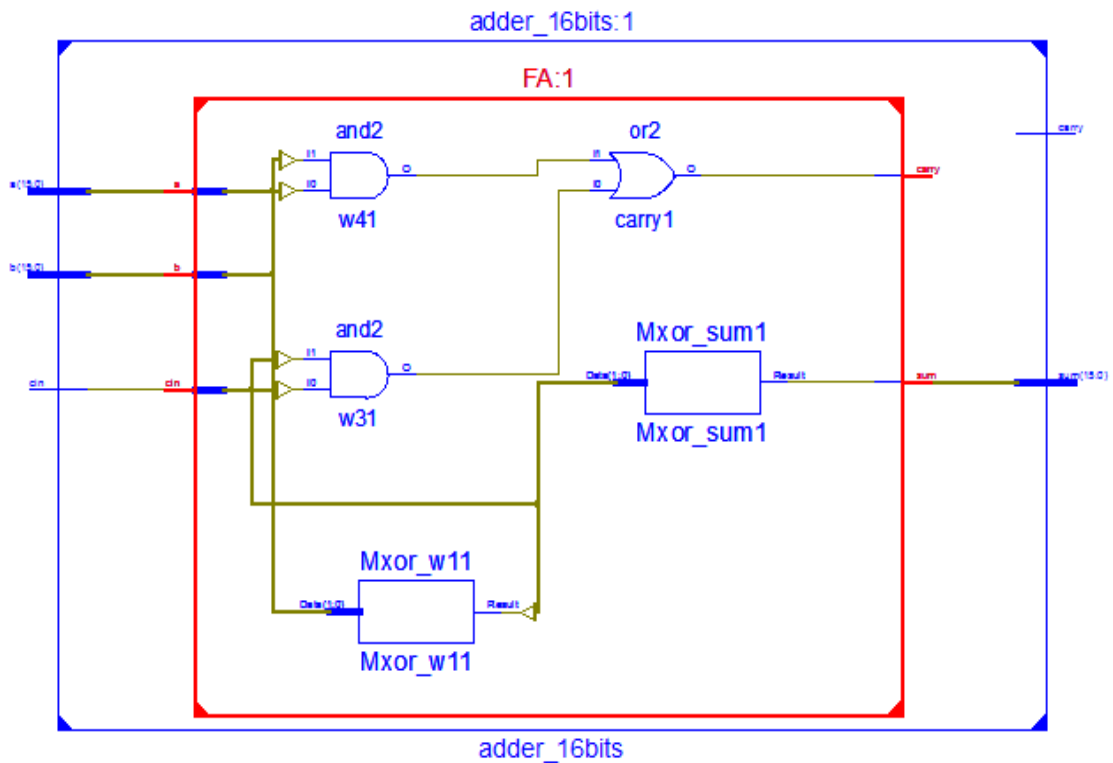 adder_16bits:1
FA:1
and2
or2
I1
O
I0
I1
O
I0
carry
carry
a(15:0)
a
w41
carry1
b(15:0)
b
and2
Mxor_sum1
I1
O
I0
Data(1:0)
Result
cin
cin
sum
sum(15:0)
w31
Mxor_sum1
Mxor_w11
Data(1:0)
Result
Mxor_w11
adder_16bits